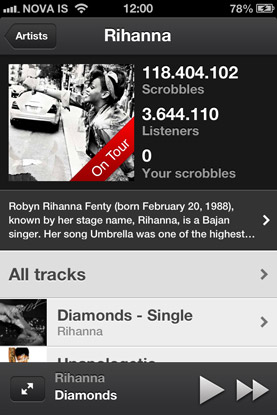 NOVA IS 12:00 78%
Artists
Rihanna
118.404.102
Scrobbles
3.644.110
Listeners
0
Your scrobbles
On Tour
Robyn Rihanna Fenty (born February 20, 1988),
known by her stage name, Rihanna, is a Bajan
singer. Her song Umbrella was one of the highest...
All tracks
Diamonds - Single
Rihanna
Unapologetic
Rihanna
Diamonds